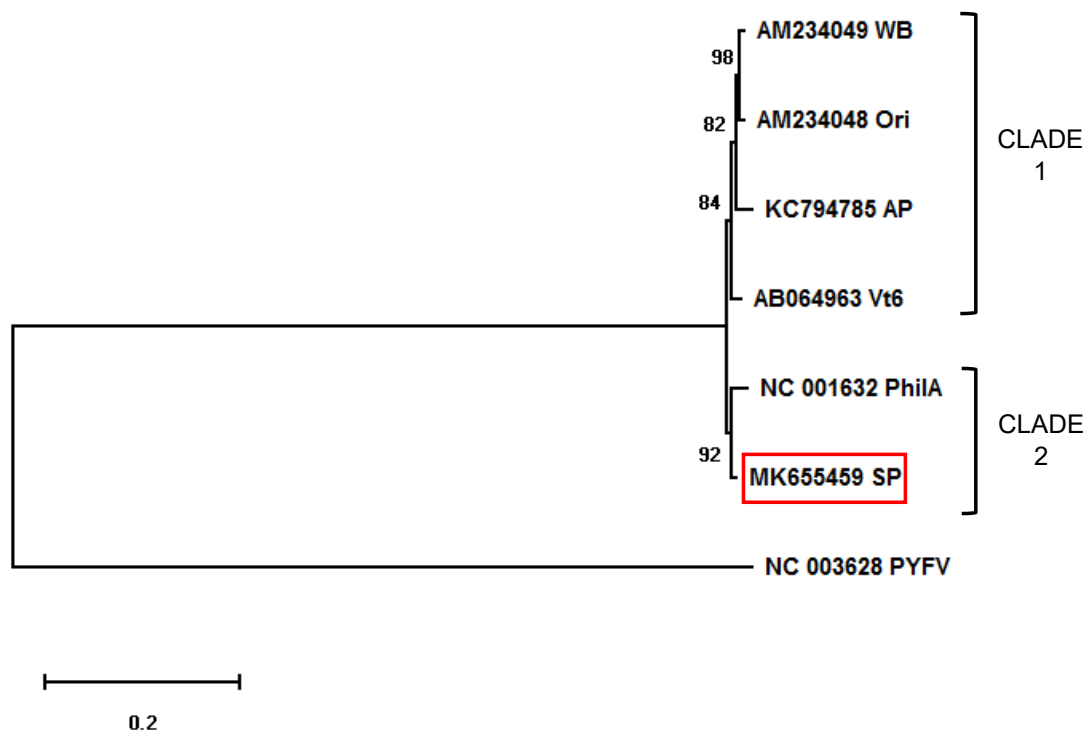 AM234049 WB
98
AM234048 Ori
82
CLADE
1
KC794785 AP
84
AB064963 Vt6
NC 001632 PhilA
CLADE
2
92
MK655459 SP
NC 003628 PYFV
0.2